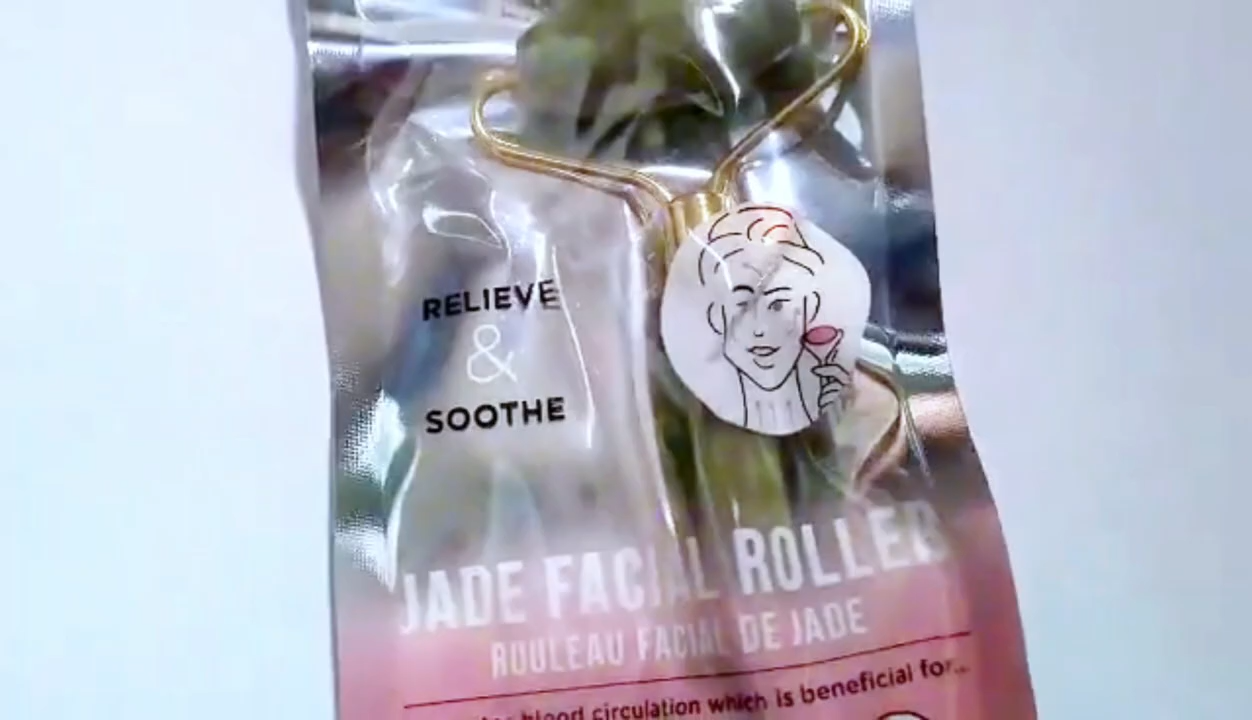 RELIEVE
&
SOOTHE
JADE FACIAL ROLLER
ROULEAU FACIAL DE JADE
blood circulation which is beneficial for...